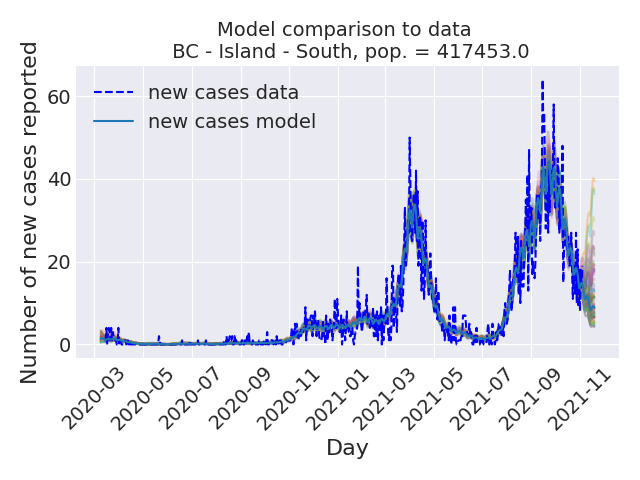 Model comparison to data
BC - Island - South, pop. = 417453.0
Number of new cases reported
60
40
20
0
new cases data
new cases model
2020-03
2020-05
2020-07
2020-09
2020-11
2021-01
2021-03
2021-05
2021-07
2021-09
2021-11
Day